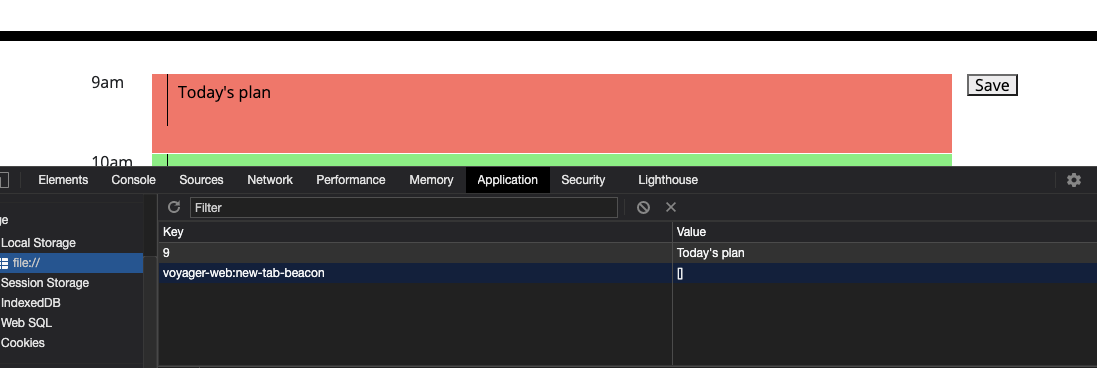 9am Today's plan Save
10am
Elements Console Sources Network Performance Memory Application Security Lighthouse
ge Filter
Key Value
Local Storage 9 Today's plan
file:// voyager-web:new-tab-beacon []
Session Storage
IndexedDB
Web SQL
Cookies